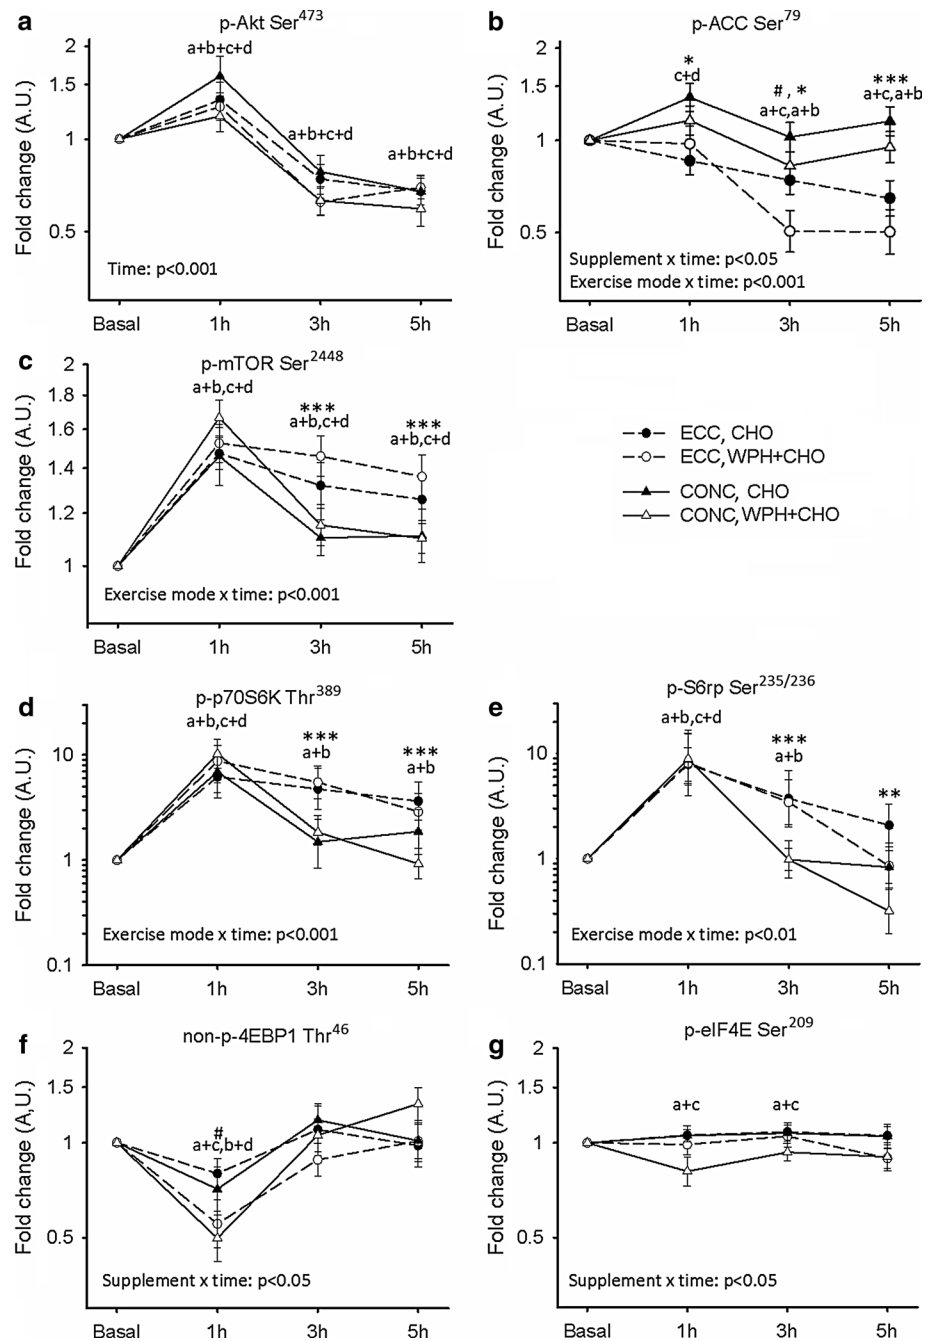 a
p-Akt Ser473
a+b+c+d
a+b+c+d
a+b+c+d
2
1.5
1
0.5
Fold change (A.U.)
Time: p<0.001
Basal 1h 3h 5h
b
p-ACC Ser79
*
c+d
# , *
a+c,a+b
***
a+c,a+b
2
1.5
1
0.5
Fold change (A.U.)
Supplement x time: p<0.05
Exercise mode x time: p<0.001
Basal 1h 3h 5h
c
p-mTOR Ser2448
a+b,c+d
***
a+b,c+d
***
a+b,c+d
2
1.8
1.6
1.4
1.2
1
Fold change (A.U.)
Exercise mode x time: p<0.001
Basal 1h 3h 5h
ECC, CHO
ECC,WPH+CHO
CONC, CHO
CONC,WPH+CHO
d
p-p70S6K Thr389
a+b,c+d
***
a+b
***
a+b
10
1
0.1
Fold change (A.U.)
Exercise mode x time: p<0.001
Basal 1h 3h 5h
e
p-S6rp Ser235/236
a+b,c+d
***
a+b
**
10
1
0.1
Fold change (A.U.)
Exercise mode x time: p<0.01
Basal 1h 3h 5h
f
non-p-4EBP1 Thr46
#
a+c,b+d
2
1.5
1
0.5
Fold change (A,U.)
Supplement x time: p<0.05
Basal 1h 3h 5h
g
p-eIF4E Ser209
a+c
a+c
2
1.5
1
0.5
Fold change (A.U.)
Supplement x time: p<0.05
Basal 1h 3h 5h